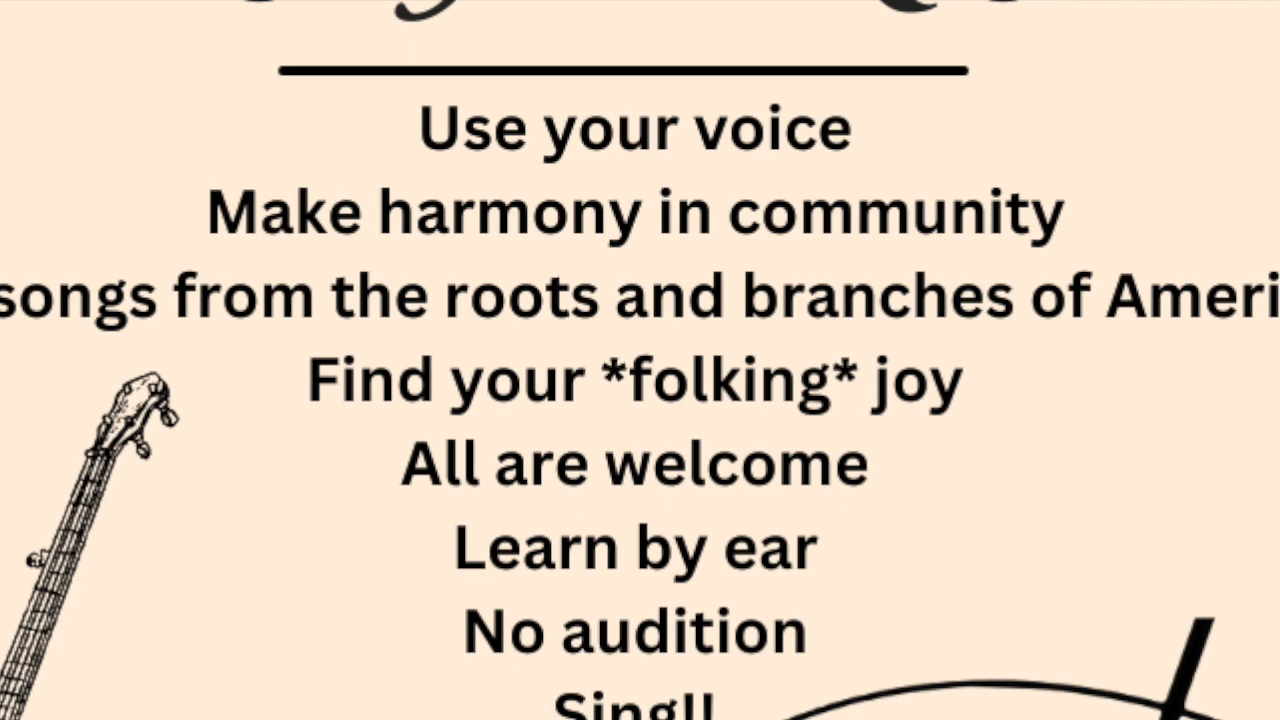 Use your voice
Make harmony in community
songs from the roots and branches of Ameri
Find your *folking* joy
All are welcome
Learn by ear
No audition
Sing!!